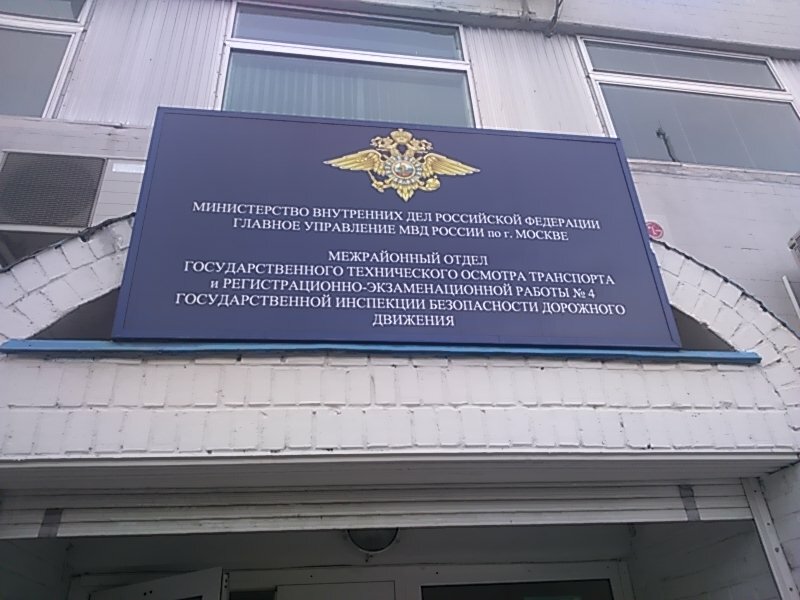 МИНИСТЕРСТВО ВНУТРЕННИХ ДЕЛ РОССИЙСКОЙ ФЕДЕРАЦИИ
ГЛАВНОЕ УПРАВЛЕНИЕ МВД РОССИИ по г. МОСКВЕ
МЕЖРАЙОННЫЙ ОТДЕЛ
ГОСУДАРСТВЕННОГО ТЕХНИЧЕСКОГО ОСМОТРА ТРАНСПОРТА
и РЕГИСТРАЦИОННО-ЭКЗАМЕНАЦИОННОЙ РАБОТЫ № 4
ГОСУДАРСТВЕННОЙ ИНСПЕКЦИИ БЕЗОПАСНОСТИ ДОРОЖНОГО
ДВИЖЕНИЯ